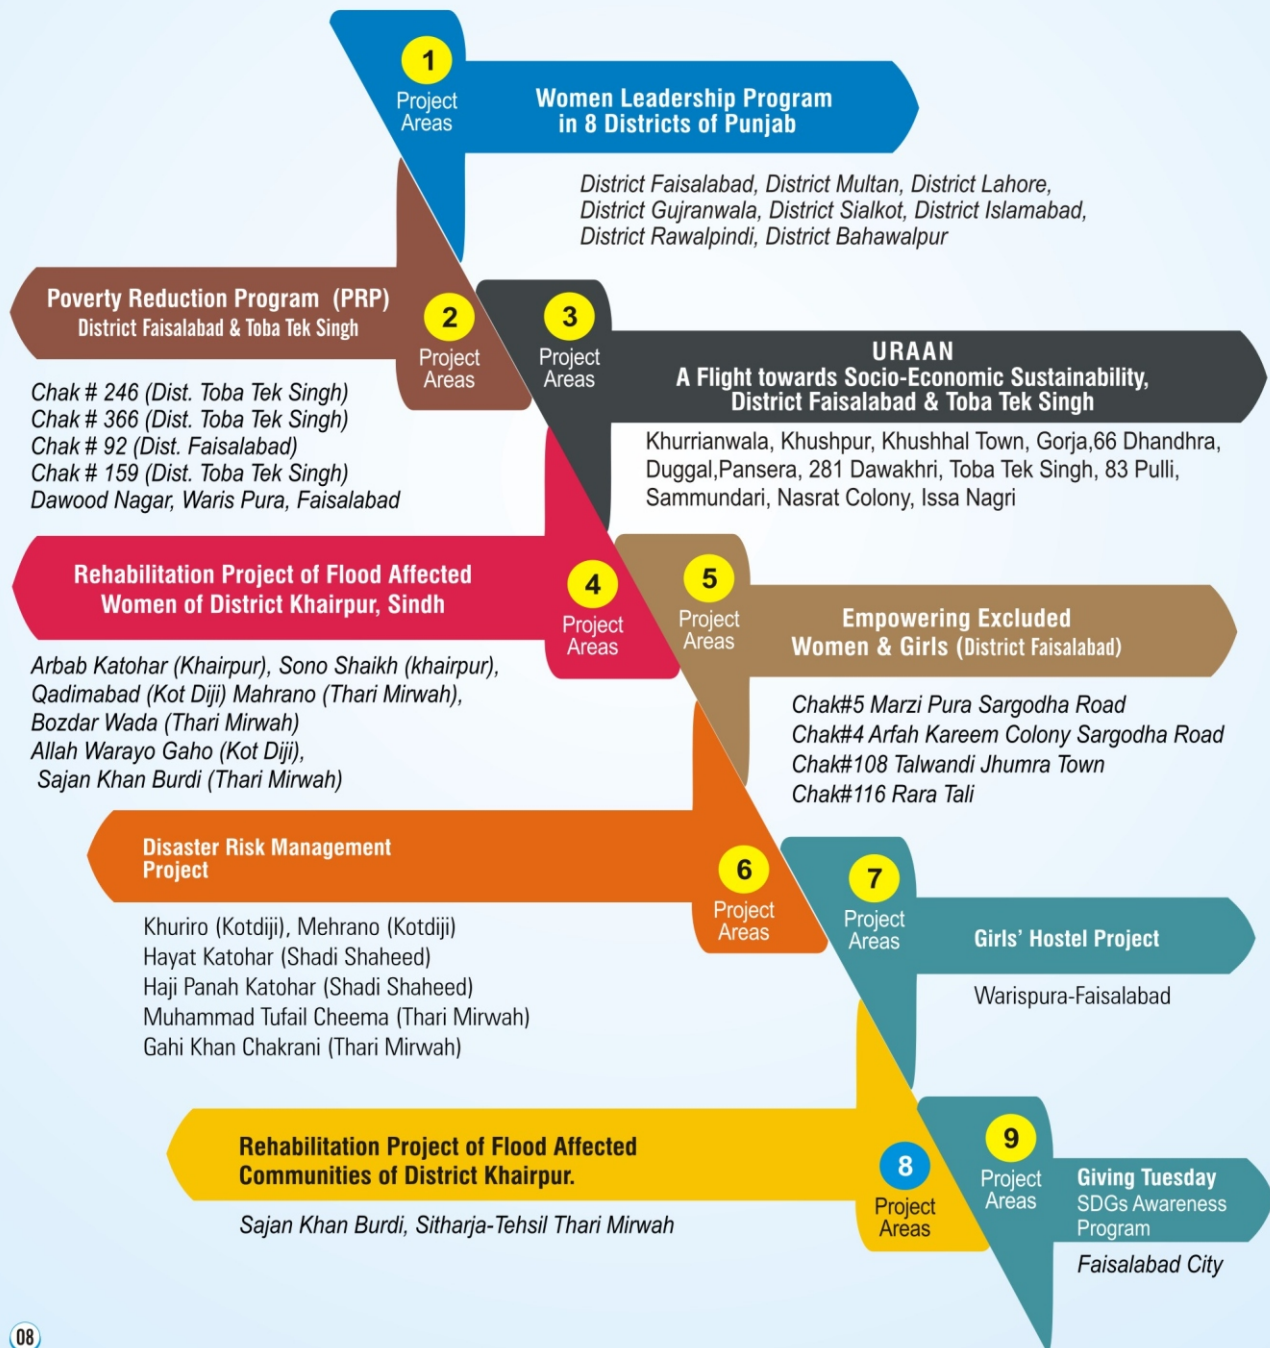 1
Project
Areas
Women Leadership Program
in 8 Districts of Punjab
District Faisalabad, District Multan, District Lahore,
District Gujranwala, District Sialkot, District Islamabad,
District Rawalpindi, District Bahawalpur
Poverty Reduction Program (PRP)
District Faisalabad & Toba Tek Singh
2
Project
Areas
Chak # 246 (Dist. Toba Tek Singh)
Chak # 366 (Dist. Toba Tek Singh)
Chak # 92 (Dist. Faisalabad)
Chak # 159 (Dist. Toba Tek Singh)
Dawood Nagar, Waris Pura, Faisalabad
3
Project
Areas
URAAN
A Flight towards Socio-Economic Sustainability,
District Faisalabad & Toba Tek Singh
Khurrianwala, Khushpur, Khushhal Town, Gorja,66 Dhandhra,
Duggal,Pansera, 281 Dawakhri, Toba Tek Singh, 83 Pulli,
Sammundari, Nasrat Colony, Issa Nagri
Rehabilitation Project of Flood Affected
Women of District Khairpur, Sindh
4
Project
Areas
Arbab Katohar (Khairpur), Sono Shaikh (khairpur),
Qadimabad (Kot Diji) Mahrano (Thari Mirwah),
Bozdar Wada (Thari Mirwah)
Allah Warayo Gaho (Kot Diji),
Sajan Khan Burdi (Thari Mirwah)
5
Project
Areas
Empowering Excluded
Women & Girls (District Faisalabad)
Chak#5 Marzi Pura Sargodha Road
Chak#4 Arfah Kareem Colony Sargodha Road
Chak#108 Talwandi Jhumra Town
Chak#116 Rara Tali
Disaster Risk Management
Project
6
Project
Areas
Khuriro (Kotdiji), Mehrano (Kotdiji)
Hayat Katohar (Shadi Shaheed)
Haji Panah Katohar (Shadi Shaheed)
Muhammad Tufail Cheema (Thari Mirwah)
Gahi Khan Chakrani (Thari Mirwah)
7
Project
Areas
Girls' Hostel Project
Warispura-Faisalabad
Rehabilitation Project of Flood Affected
Communities of District Khairpur.
8
Project
Areas
Sajan Khan Burdi, Sitharja-Tehsil Thari Mirwah
9
Project
Areas
Giving Tuesday
SDGs Awareness
Program
Faisalabad City
08